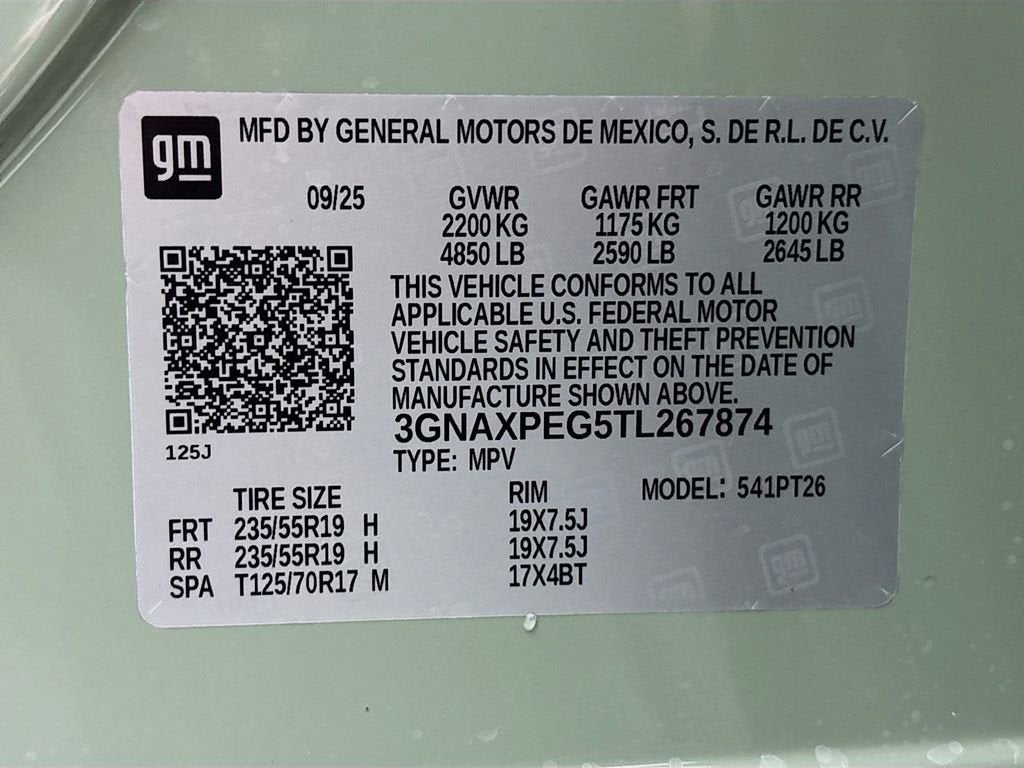 gm
MFD BY GENERAL MOTORS DE MEXICO, S. DE R.L. DE C.V.
09/25 GVWR GAWR FRT GAWR RR
2200 KG 1175 KG 1200 KG
4850 LB 2590 LB 2645 LB
THIS VEHICLE CONFORMS TO ALL
APPLICABLE U.S. FEDERAL MOTOR
VEHICLE SAFETY AND THEFT PREVENTION
STANDARDS IN EFFECT ON THE DATE OF
MANUFACTURE SHOWN ABOVE.
3GNAXPEG5TL267874
125J
TYPE: MPV
TIRE SIZE RIM MODEL: 541PT26
FRT 235/55R19 H 19X7.5J
RR 235/55R19 H 19X7.5J
SPA T125/70R17 M 17X4BT